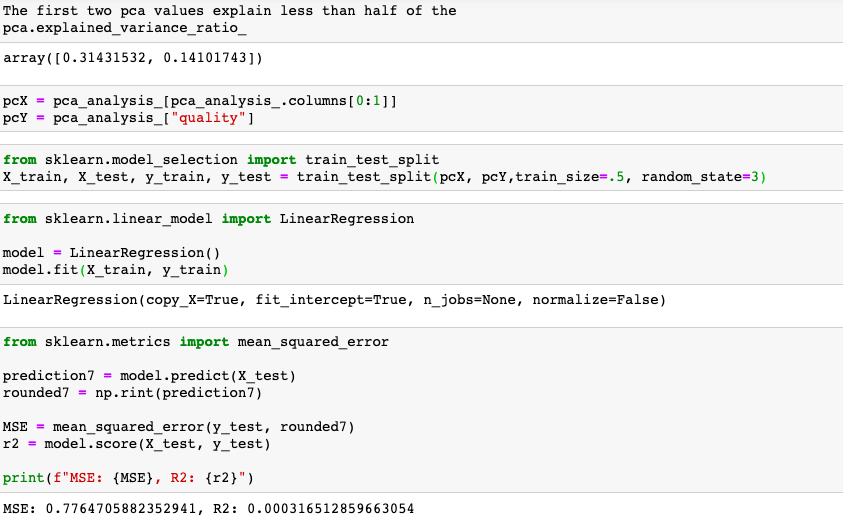 The first two pca values explain less than half of the
pca.explained_variance_ratio_
array([0.31431532, 0.14101743])
pcX = pca_analysis_[pca_analysis_.columns[0:1]]
pcY = pca_analysis_["quality"]
from sklearn.model_selection import train_test_split
X_train, X_test, y_train, y_test = train_test_split(pcX, pcY,train_size=.5, random_state=3)
from sklearn.linear_model import LinearRegression
model = LinearRegression()
model.fit(X_train, y_train)
LinearRegression(copy_X=True, fit_intercept=True, n_jobs=None, normalize=False)
from sklearn.metrics import mean_squared_error
prediction7 = model.predict(X_test)
rounded7 = np.rint(prediction7)
MSE = mean_squared_error(y_test, rounded7)
r2 = model.score(X_test, y_test)
print(f"MSE: {MSE}, R2: {r2}")
MSE: 0.7764705882352941, R2: 0.000316512859663054